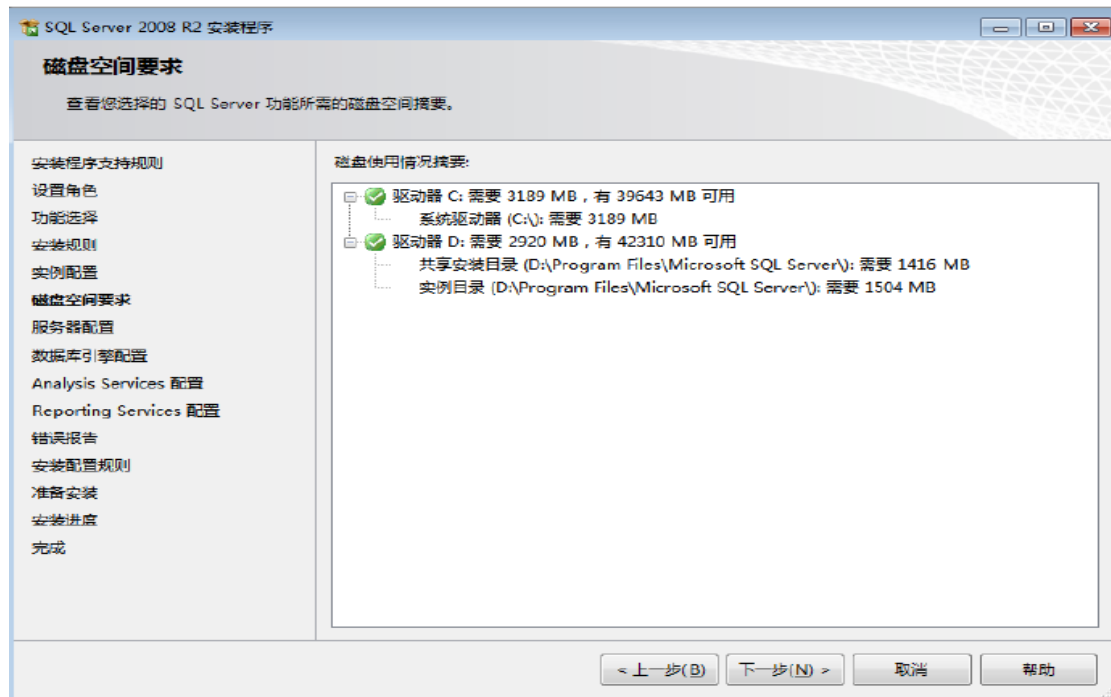 SQL Server 2008 R2 安装程序
磁盘空间要求
查看您选择的 SQL Server 功能所需的磁盘空间摘要。
安装程序支持规则
设置角色
功能选择
安装规则
实例配置
磁盘空间要求
服务器配置
数据库引擎配置
Analysis Services 配置
Reporting Services 配置
错误报告
安装配置规则
准备安装
安装进度
完成
磁盘使用情况摘要:
驱动器 C: 需要 3189 MB，有 39643 MB 可用
系统驱动器 (C:\): 需要 3189 MB
驱动器 D: 需要 2920 MB，有 42310 MB 可用
共享安装目录 (D:\Program Files\Microsoft SQL Server\): 需要 1416 MB
实例目录 (D:\Program Files\Microsoft SQL Server\): 需要 1504 MB
< 上一步(B)
下一步(N) >
取消
帮助